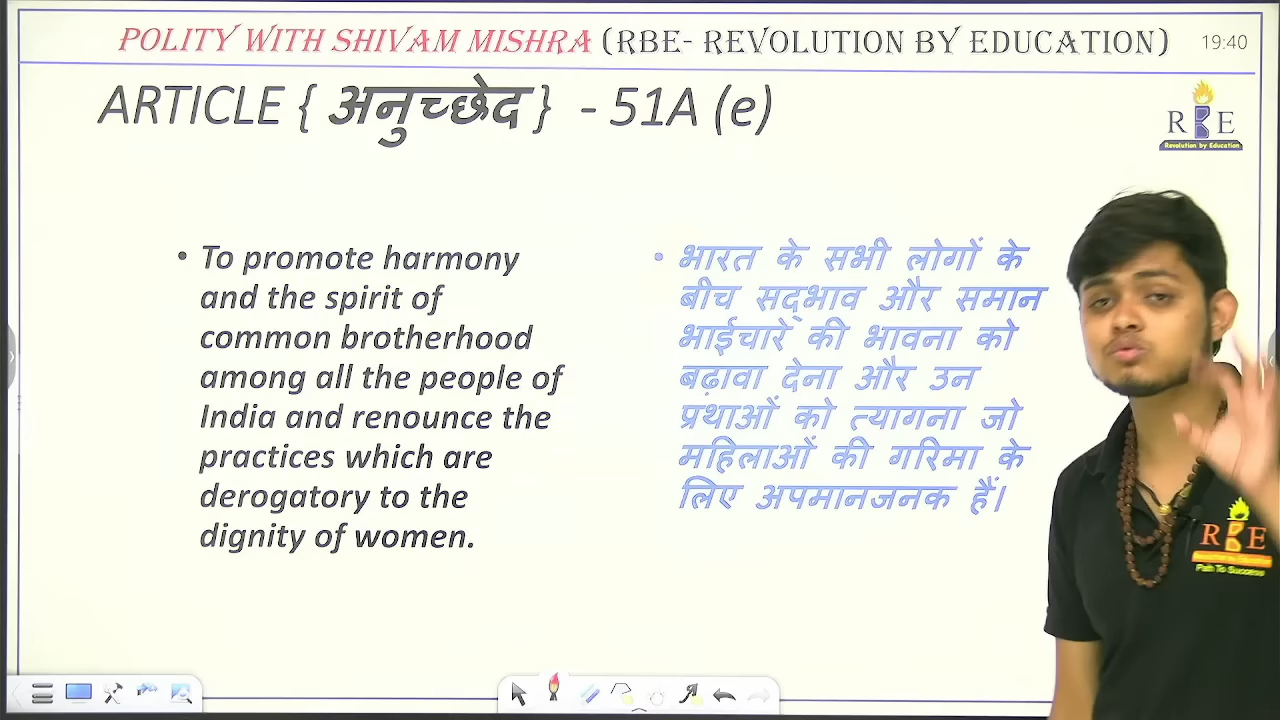 POLITY WITH SHIVAM MISHRA (RBE- REVOLUTION BY EDUCATION)
19:40
ARTICLE { अनुच्छेद } - 51A (e)
R E
Revolution by Education
• To promote harmony
and the spirit of
common brotherhood
among all the people of
India and renounce the
practices which are
derogatory to the
dignity of women.
• भारत के सभी लोगों के
बीच सद्भाव और समान
भाईचारे की भावना को
बढ़ावा देना और उन
प्रथाओं को त्यागना जो
महिलाओं की गरिमा के
लिए अपमानजनक हैं।
RBE
Path To Success